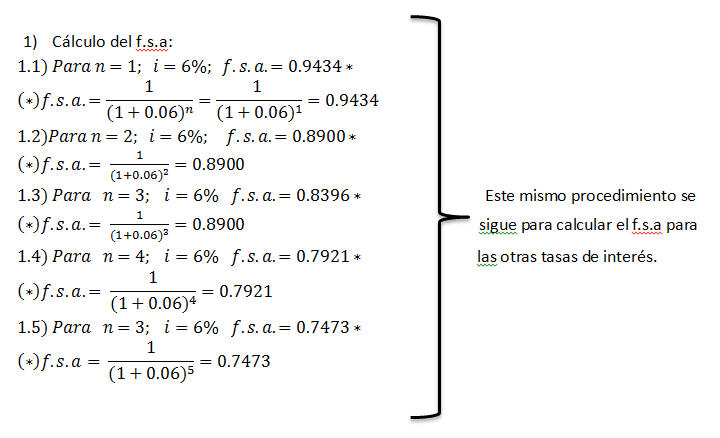 1) Cálculo del f.s.a:
1.1) Para n = 1; i = 6%; f.s.a. = 0.9434 *
(*)f.s.a. = 1/(1 + 0.06)^n = 1/(1 + 0.06)^1 = 0.9434
1.2)Para n = 2; i = 6%; f.s.a. = 0.8900 *
(*)f.s.a. = 1/(1+0.06)^2 = 0.8900
1.3) Para n = 3; i = 6% f.s.a. = 0.8396 *
(*)f.s.a. = 1/(1+0.06)^3 = 0.8900
1.4) Para n = 4; i = 6% f.s.a. = 0.7921 *
(*)f.s.a. = 1/(1 + 0.06)^4 = 0.7921
1.5) Para n = 3; i = 6% f.s.a. = 0.7473 *
(*)f.s.a = 1/(1 + 0.06)^5 = 0.7473
Este mismo procedimiento se
sigue para calcular el f.s.a para
las otras tasas de interés.